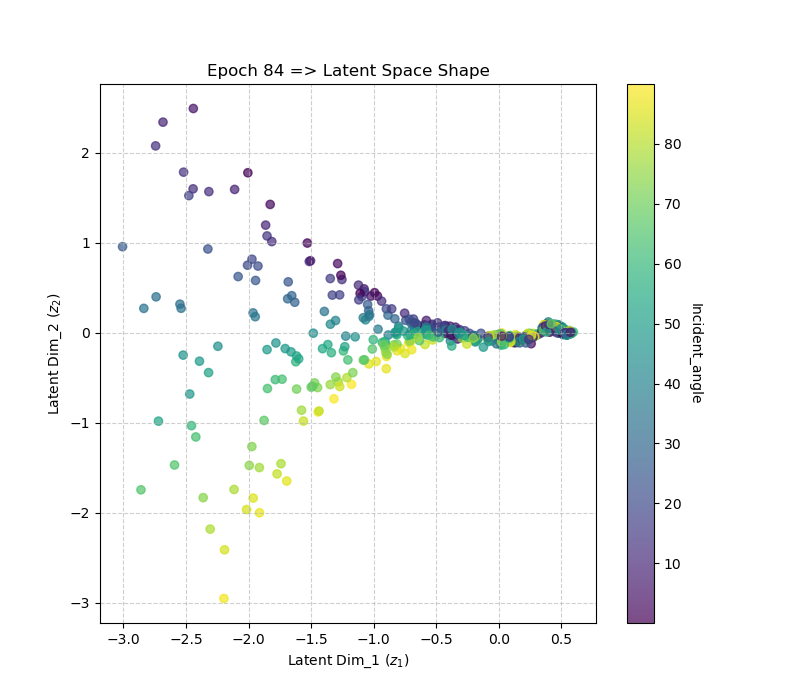 Epoch 84 => Latent Space Shape
Latent Dim_2 (z₂)
2
1
0
−1
−2
−3
−3.0 −2.5 −2.0 −1.5 −1.0 −0.5 0.0 0.5
Latent Dim_1 (z₁)
80
70
60
50
40
30
20
10
Incident_angle